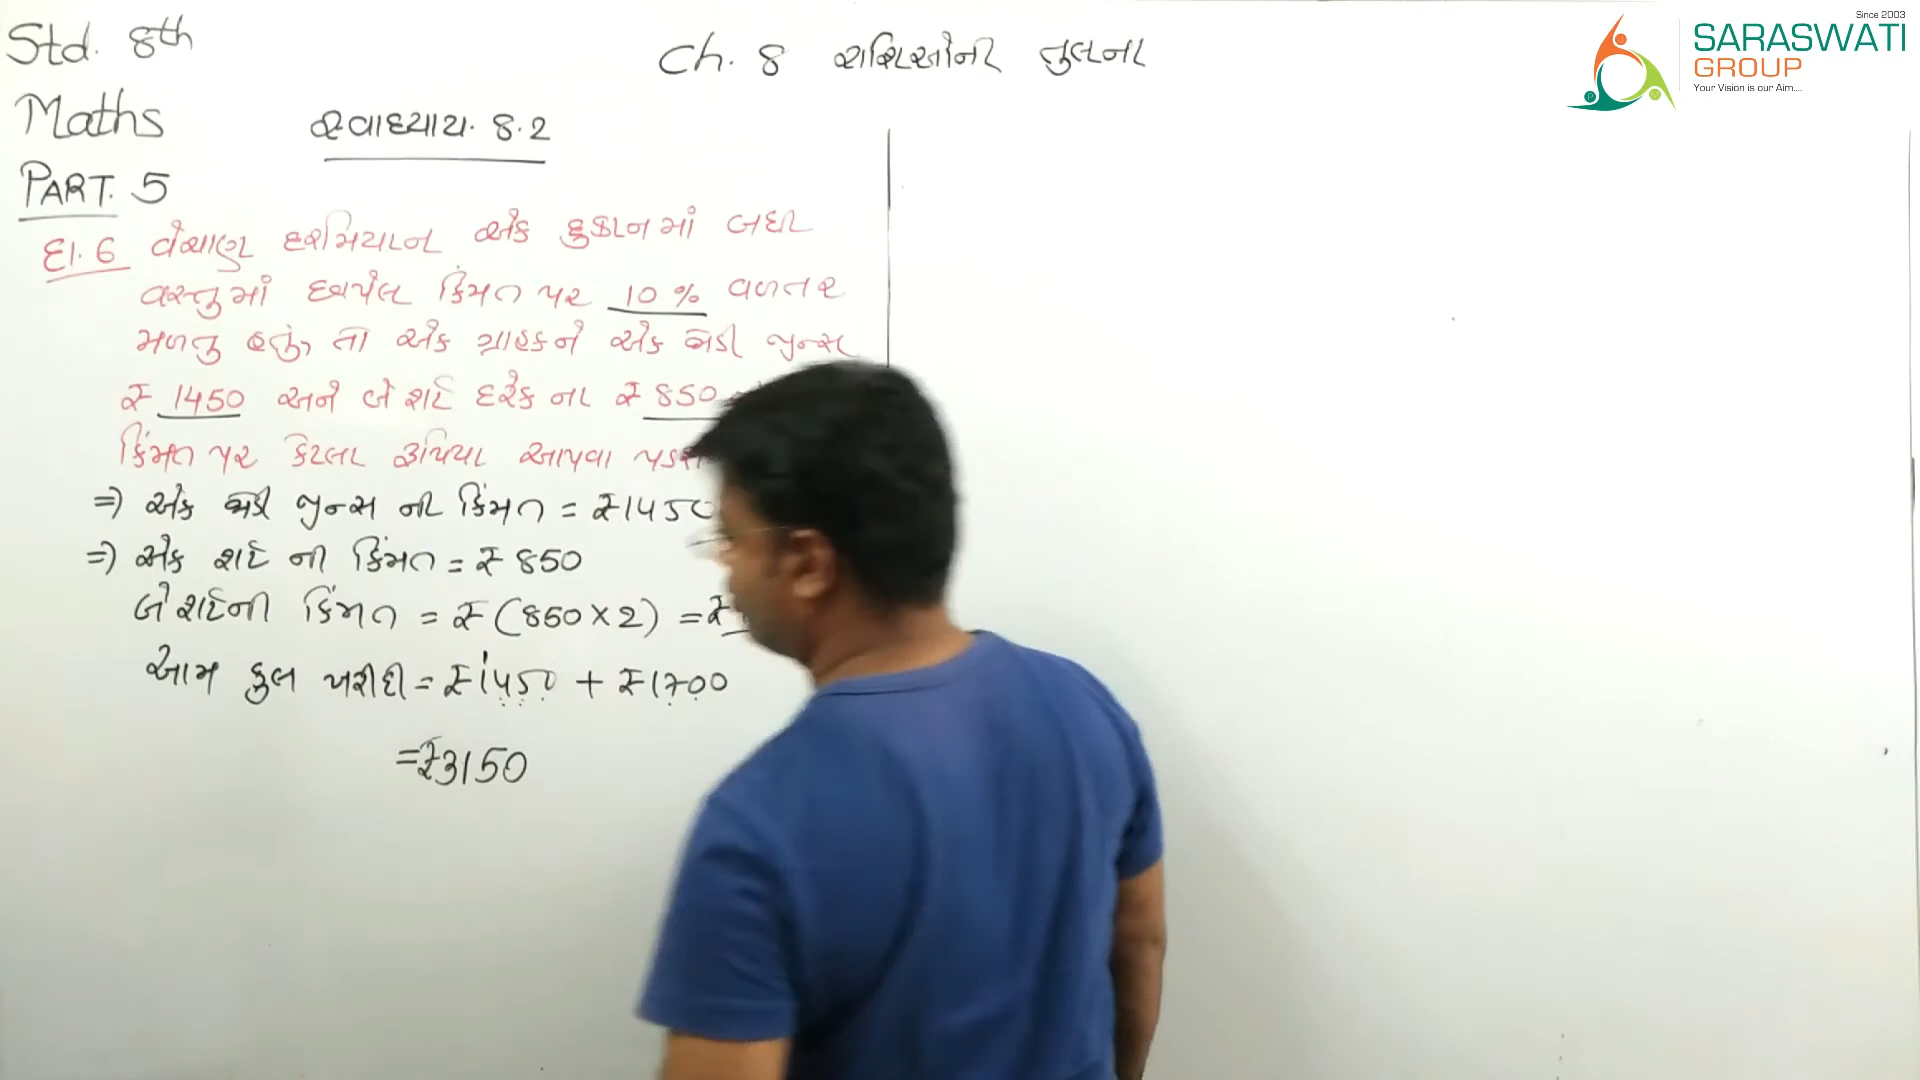 Std. 8th
Ch. 8 રાશિઓની તુલના
Since 2003
SARASWATI
GROUP
Your Vision is our Aim....
Maths
સ્વાધ્યાય. 8.2
PART. 5
દા. 6 વેચાણ દરમિયાન એક દુકાનમાં બધી
વસ્તુમાં છાપેલ કિંમત પર 10 % વળતર
મળતુ હતું, તો એક ગ્રાહકને એક જોડી જીન્સ
₹ 1450 અને બે શર્ટ દરેક ના ₹ 850
કિંમત પર કેટલા રૂપિયા આપવા
⇒ એક જોડી જીન્સ ની કિંમત = ₹1450
⇒ એક શર્ટ ની કિંમત = ₹ 850
બે શર્ટની કિંમત = ₹ (850 × 2) = ₹
આમ કુલ ખરીદી = ₹1450 + ₹1700
= ₹3150